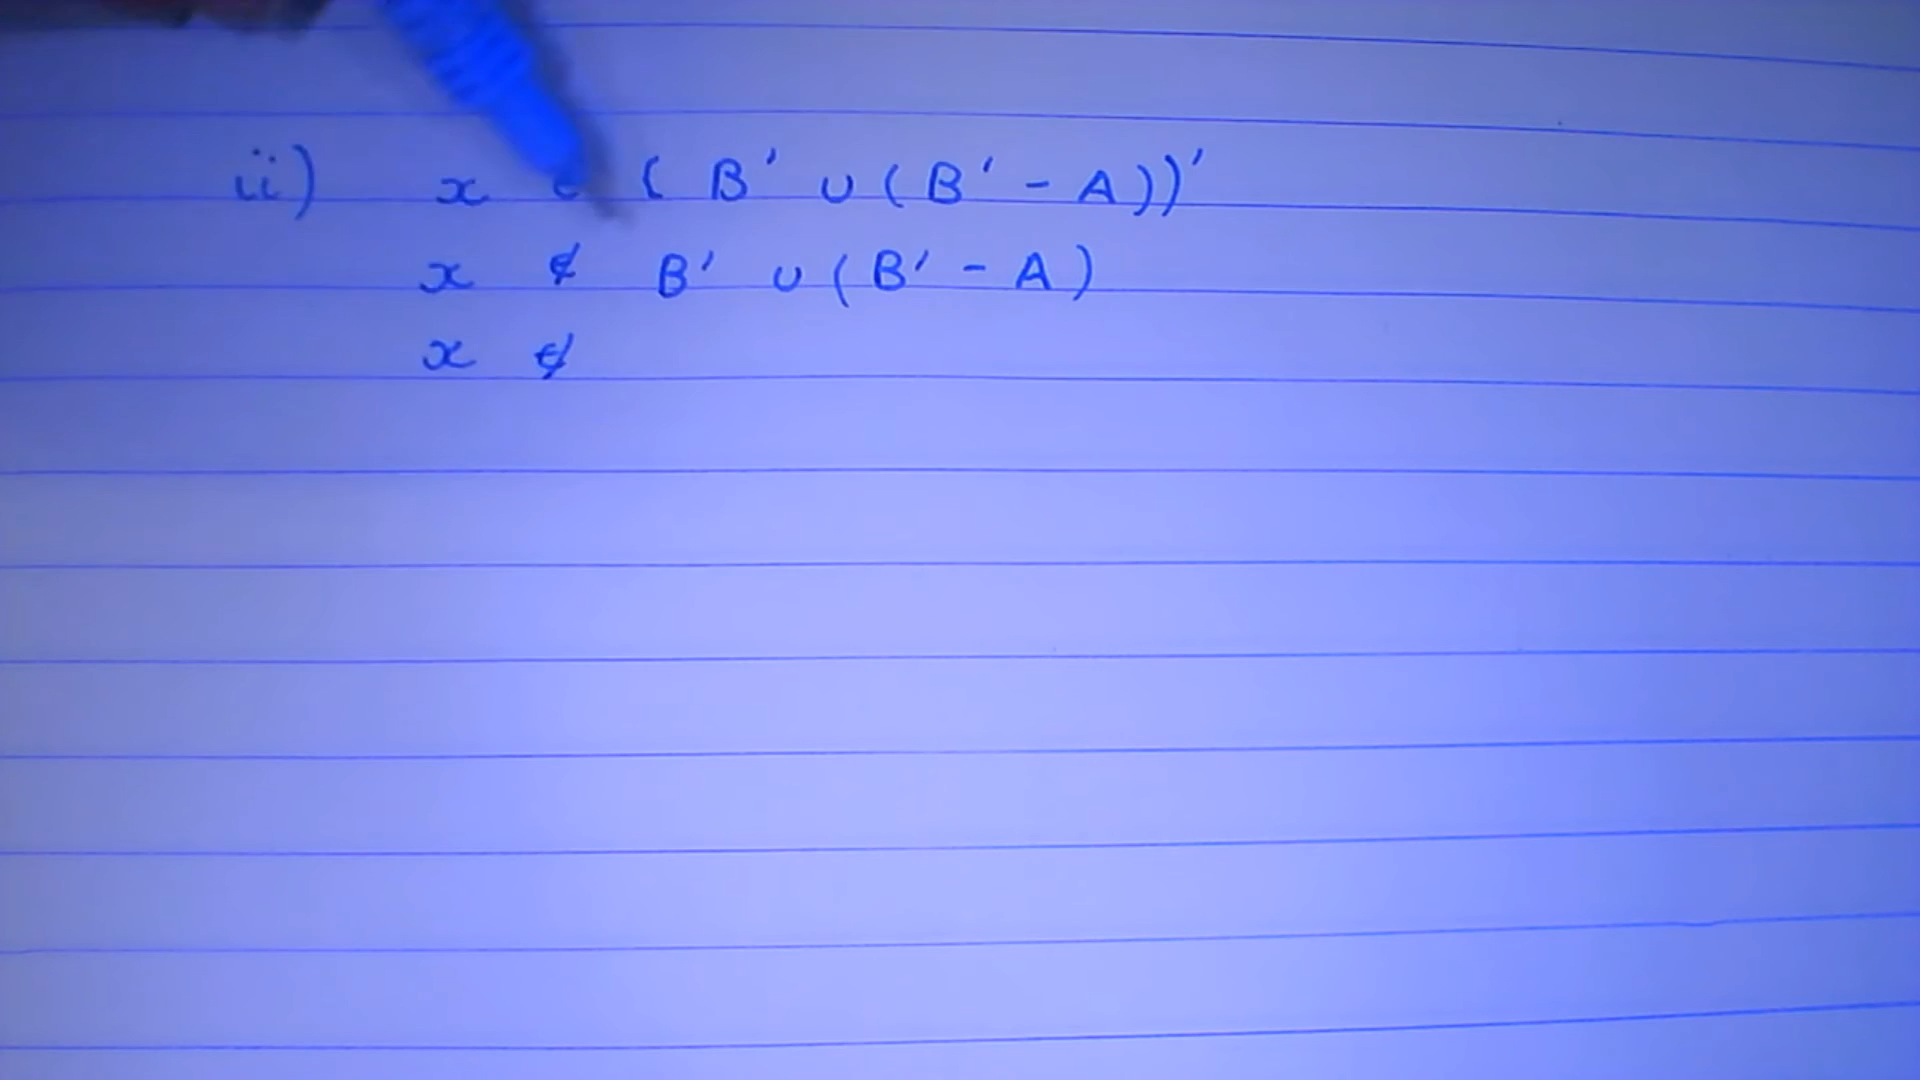 ii) x ∈ ( B' ∪ ( B' - A ) )'
x ∉ B' ∪ ( B' - A )
x ∉